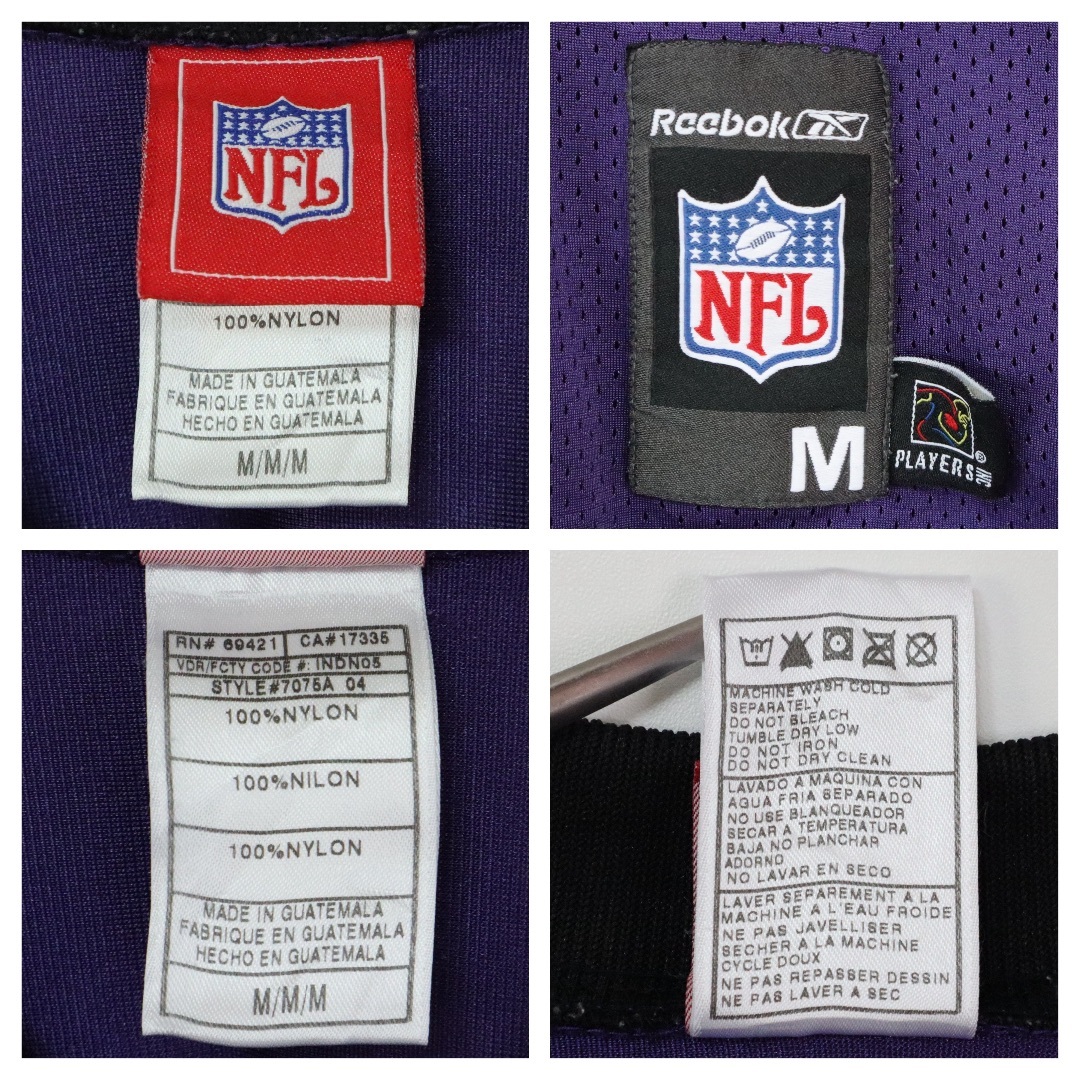 NFL
100%NYLON
MADE IN GUATEMALA
FABRIQUE EN GUATEMALA
HECHO EN GUATEMALA
M/M/M
Reebok
NFL
M
PLAYERS®
INC
RN# 69421 CA#17335
VDR/FCTY CODE #: INDN05
STYLE#7075A 04
100%NYLON
100%NILON
100%NYLON
MADE IN GUATEMALA
FABRIQUE EN GUATEMALA
HECHO EN GUATEMALA
M/M/M
MACHINE WASH COLD
SEPARATELY
DO NOT BLEACH
TUMBLE DRY LOW
DO NOT IRON
DO NOT DRY CLEAN
LAVADO A MAQUINA CON
AGUA FRIA SEPARADO
NO USE BLANQUEADOR
SECAR A TEMPERATURA
BAJA NO PLANCHAR
ADORNO
NO LAVAR EN SECO
LAVER SEPAREMENT A LA
MACHINE A L'EAU FROIDE
NE PAS JAVELLISER
SECHER A LA MACHINE
CYCLE DOUX
NE PAS REPASSER DESSIN
NE PAS LAVER A SEC